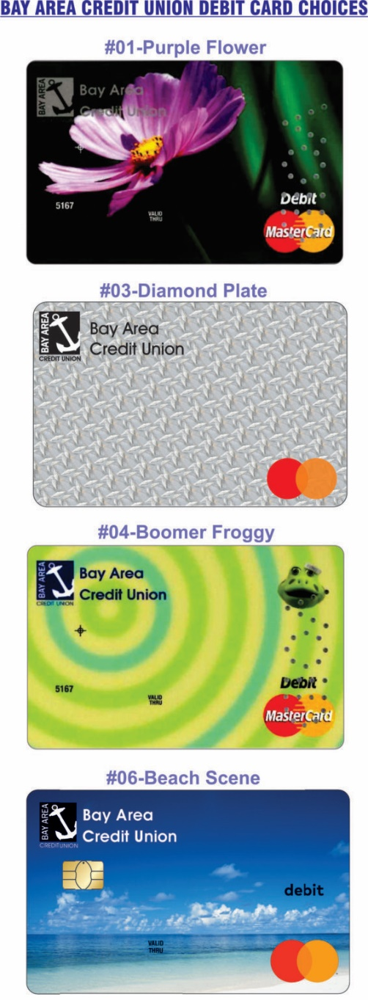 BAY AREA CREDIT UNION DEBIT CARD CHOICES
#01-Purple Flower
BAY AREA
Bay Area
Credit Union
5167
VALID
THRU
Debit
MasterCard
#03-Diamond Plate
BAY AREA
CREDIT UNION
Bay Area
Credit Union
#04-Boomer Froggy
BAY AREA
CREDIT UNION
Bay Area
Credit Union
5167
VALID
THRU
Debit
MasterCard
#06-Beach Scene
BAY AREA
CREDIT UNION
Bay Area
Credit Union
debit
VALID
THRU